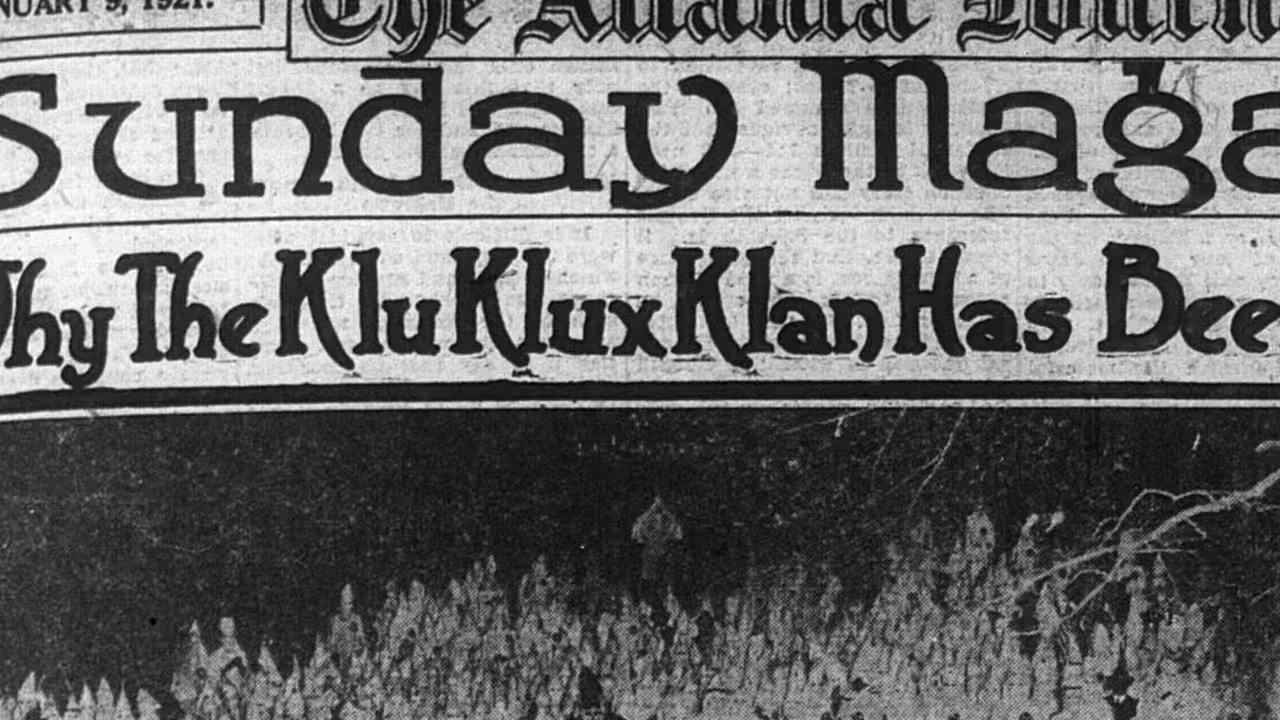 NUARY 9, 1921.
The Atlanta Journ
Sunday Maga
Why The Klu Klux Klan Has Bee